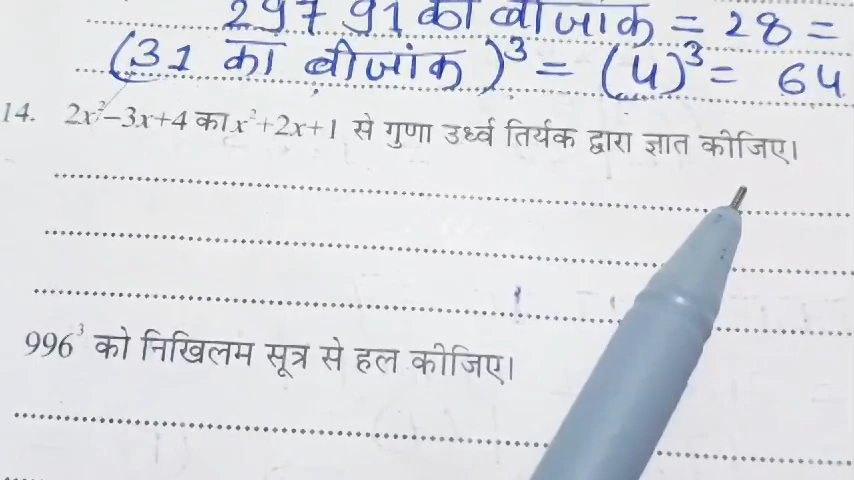 29791 का बीजांक = 28 =
(31 का बीजांक )³ = (4)³ = 64
14. 2x²−3x+4 का x²+2x+1 से गुणा उर्ध्व तिर्यक द्वारा ज्ञात कीजिए।
996³ को निखिलम सूत्र से हल कीजिए।